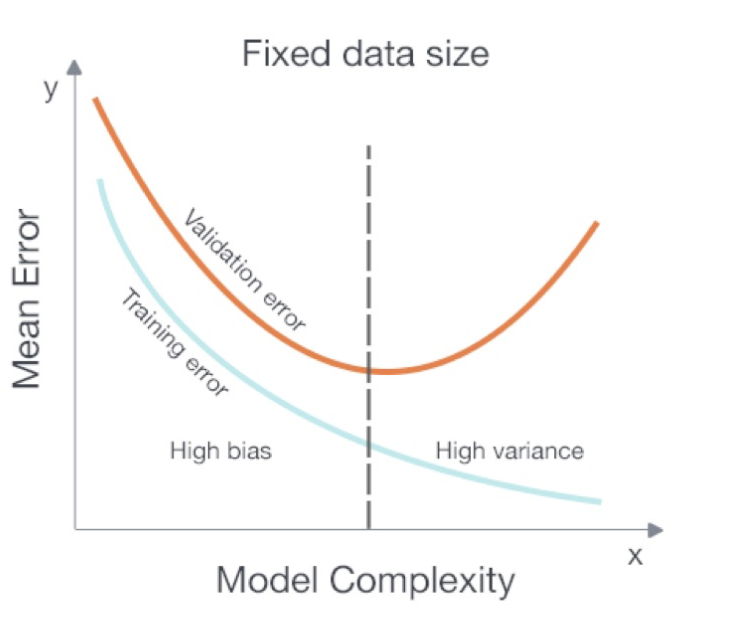 Fixed data size
y
Mean Error
Validation error
Training error
High bias
High variance
x
Model Complexity